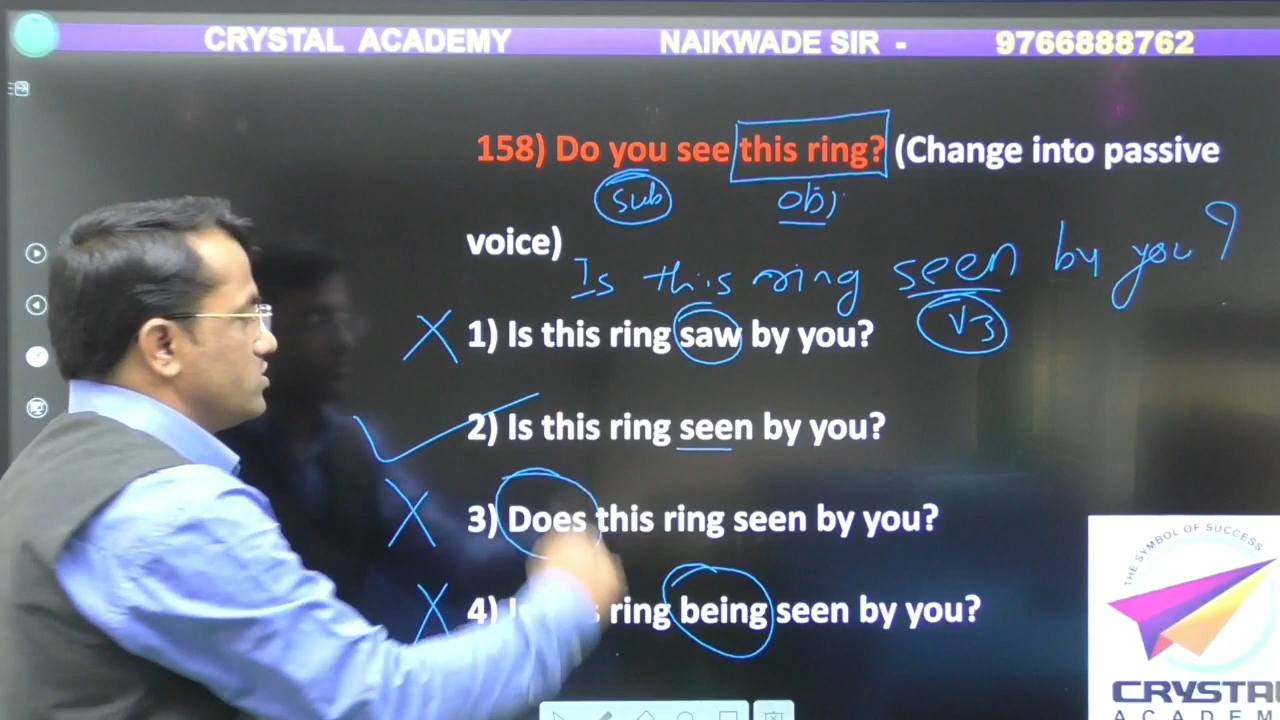 CRYSTAL ACADEMY NAIKWADE SIR - 9766888762
158) Do you see this ring? (Change into passive
sub obj
voice)
Is this ring seen by you?
V3
1) Is this ring saw by you?
2) Is this ring seen by you?
3) Does this ring seen by you?
4) ring being seen by you?
THE SYMBOL OF SUCCESS
CRYSTAL
ACADEM